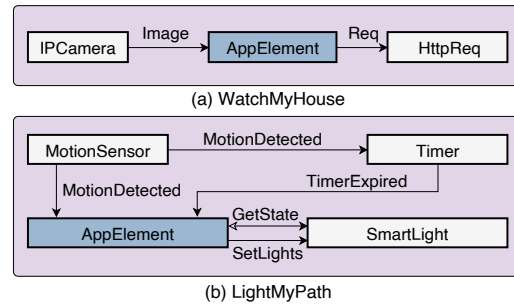 Image
Req
IPCamera
AppElement
HttpReq
(a) WatchMyHouse
MotionSensor
MotionDetected
Timer
MotionDetected
TimerExpired
AppElement
GetState
SetLights
SmartLight
(b) LightMyPath